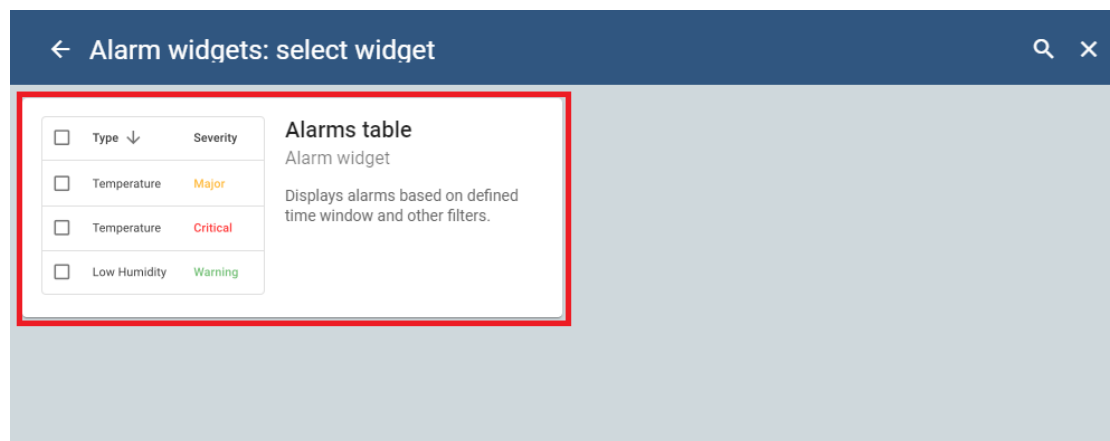 Alarm widgets: select widget
Type Severity
Temperature Major
Temperature Critical
Low Humidity Warning
Alarms table
Alarm widget
Displays alarms based on defined
time window and other filters.